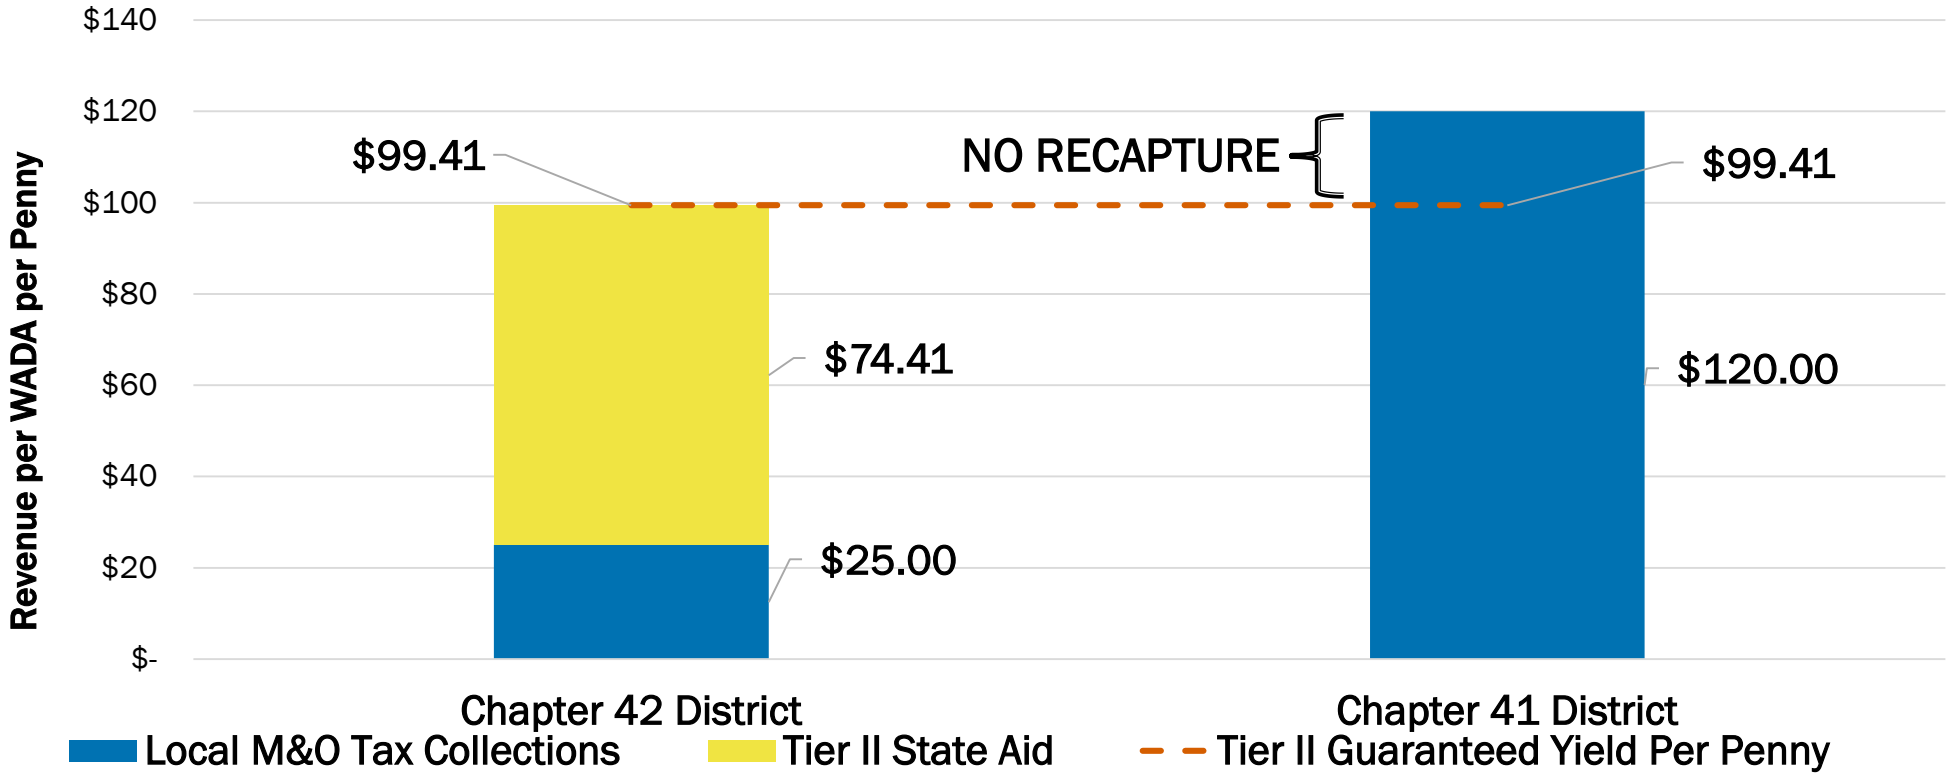 $140
$120
$100
$80
$60
$40
$20
$-
Revenue per WADA per Penny
$99.41
$74.41
$25.00
NO RECAPTURE
$99.41
$120.00
Chapter 42 District
Chapter 41 District
Local M&O Tax Collections
Tier II State Aid
Tier II Guaranteed Yield Per Penny